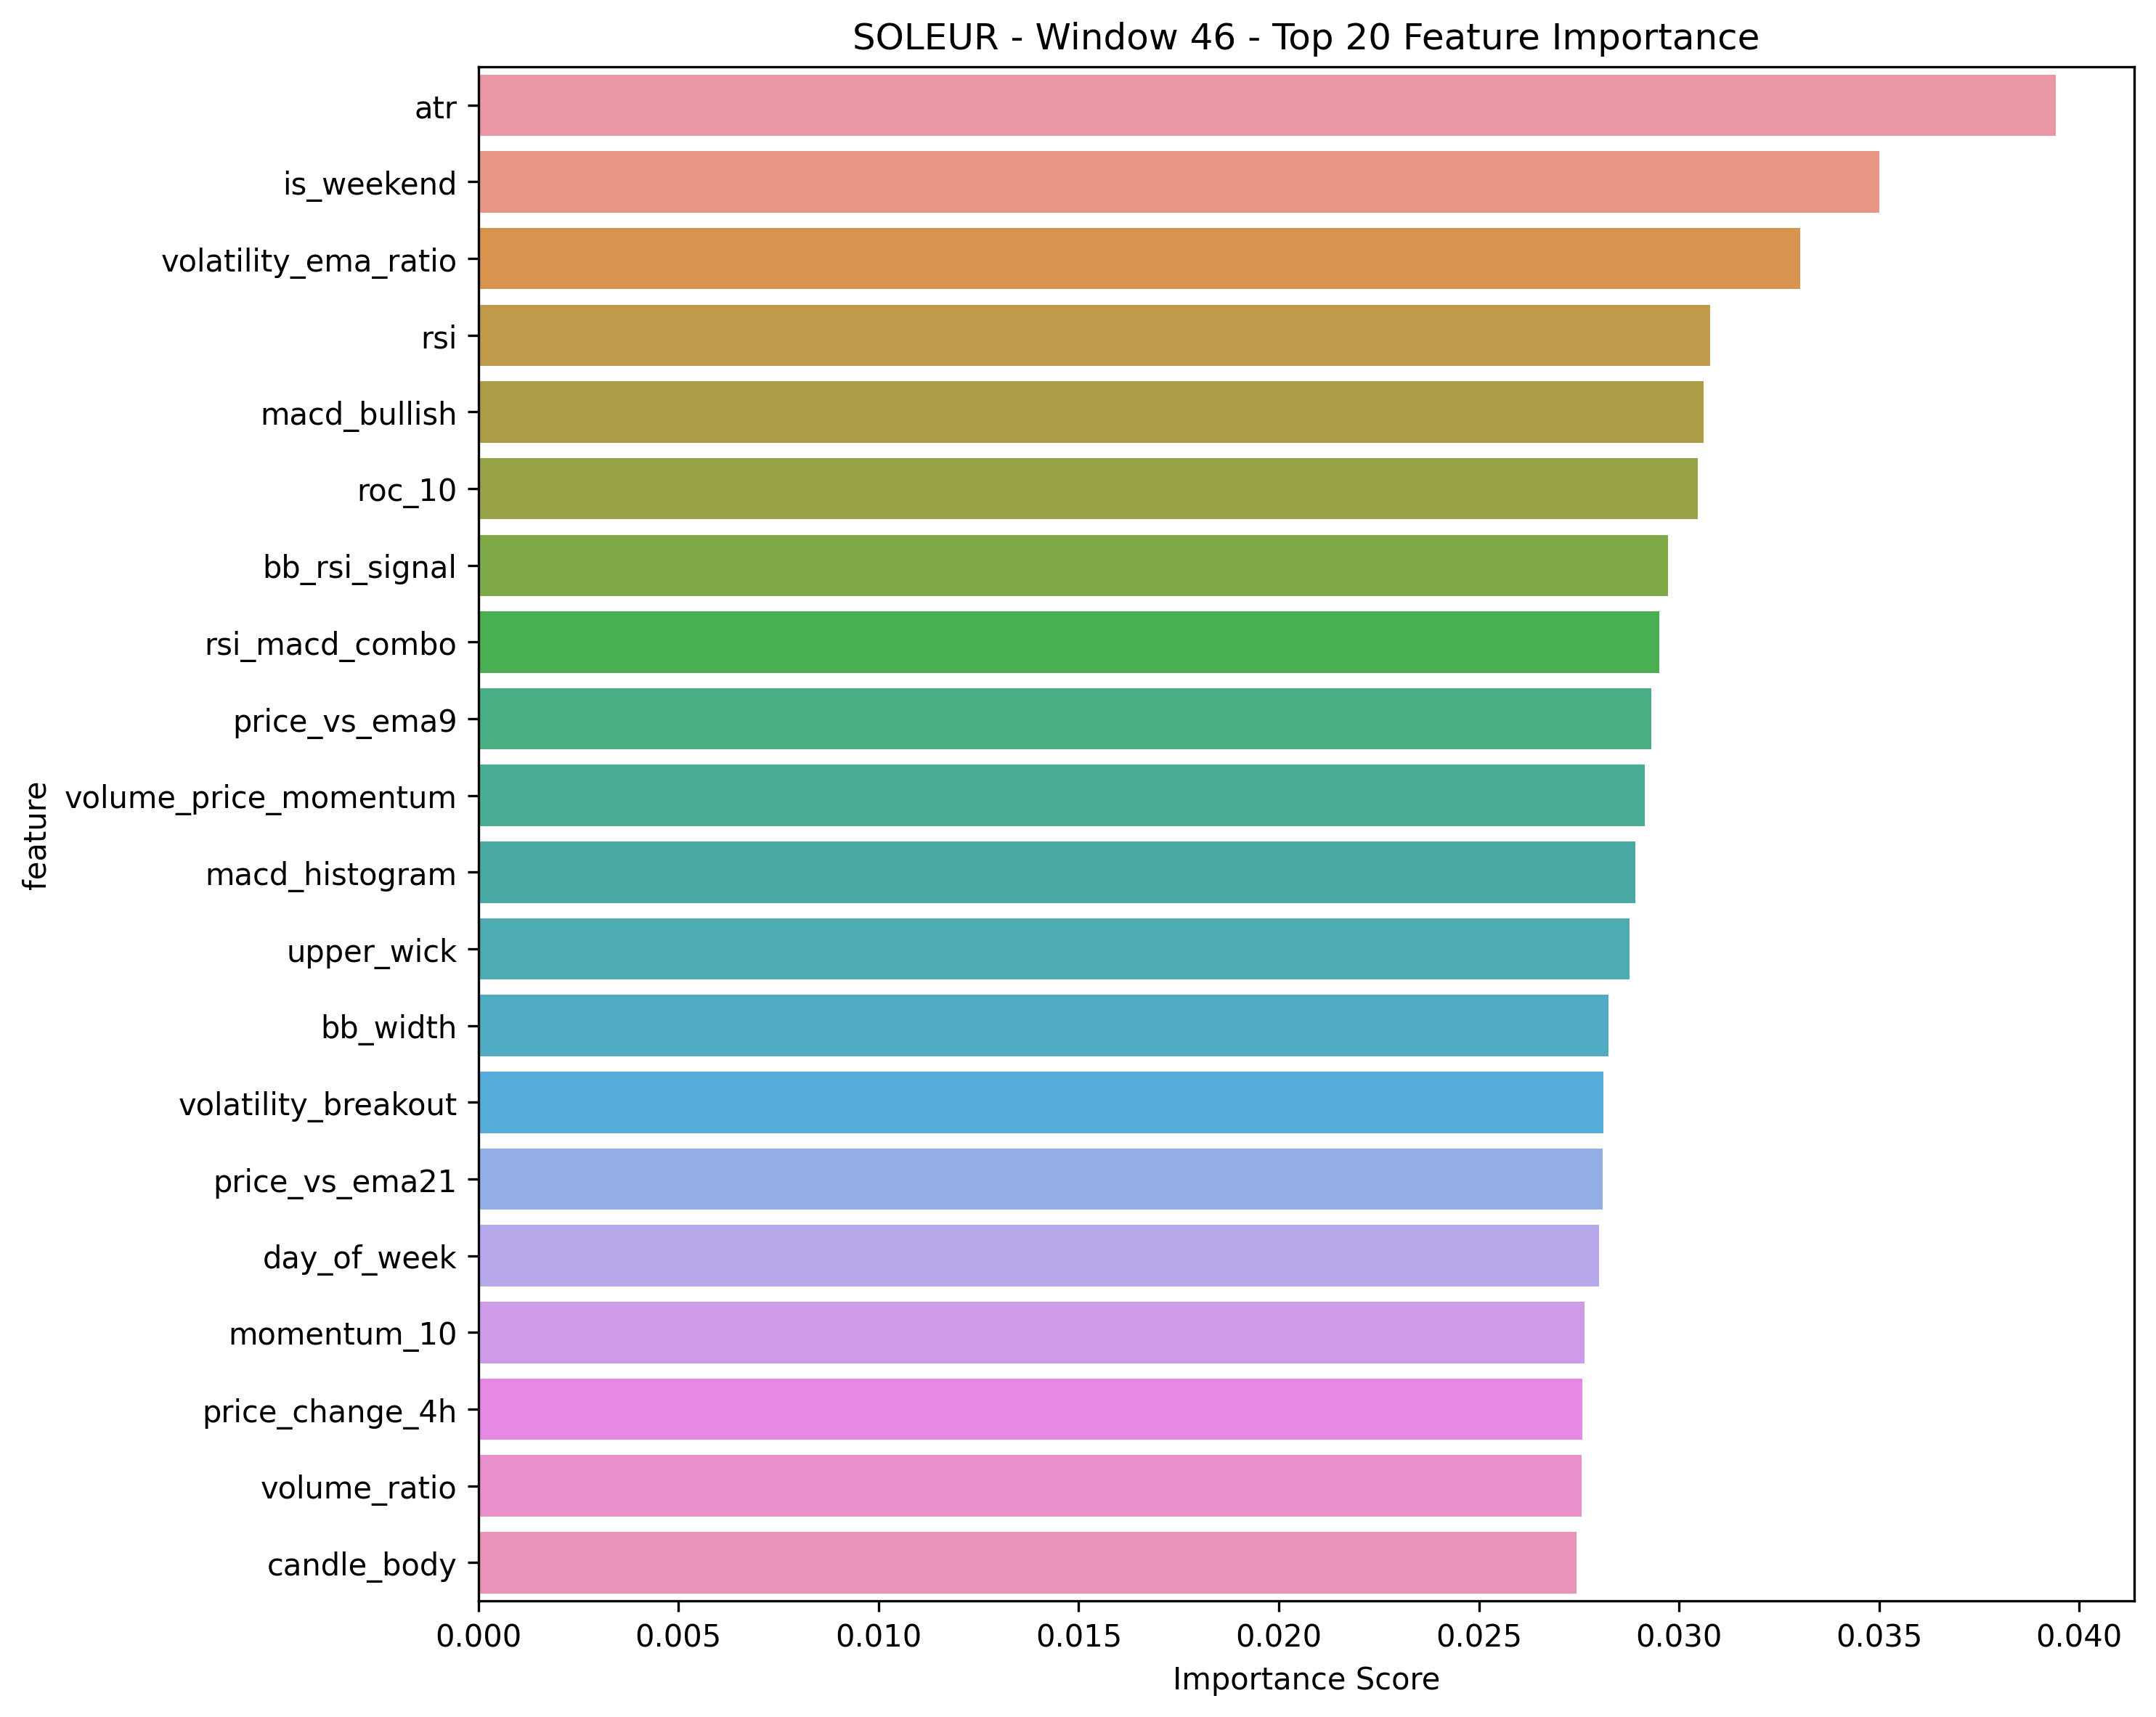 SOLEUR - Window 46 - Top 20 Feature Importance
atr
is_weekend
volatility_ema_ratio
rsi
macd_bullish
roc_10
bb_rsi_signal
rsi_macd_combo
price_vs_ema9
volume_price_momentum
macd_histogram
upper_wick
bb_width
volatility_breakout
price_vs_ema21
day_of_week
momentum_10
price_change_4h
volume_ratio
candle_body
feature
0.000 0.005 0.010 0.015 0.020 0.025 0.030 0.035 0.040
Importance Score